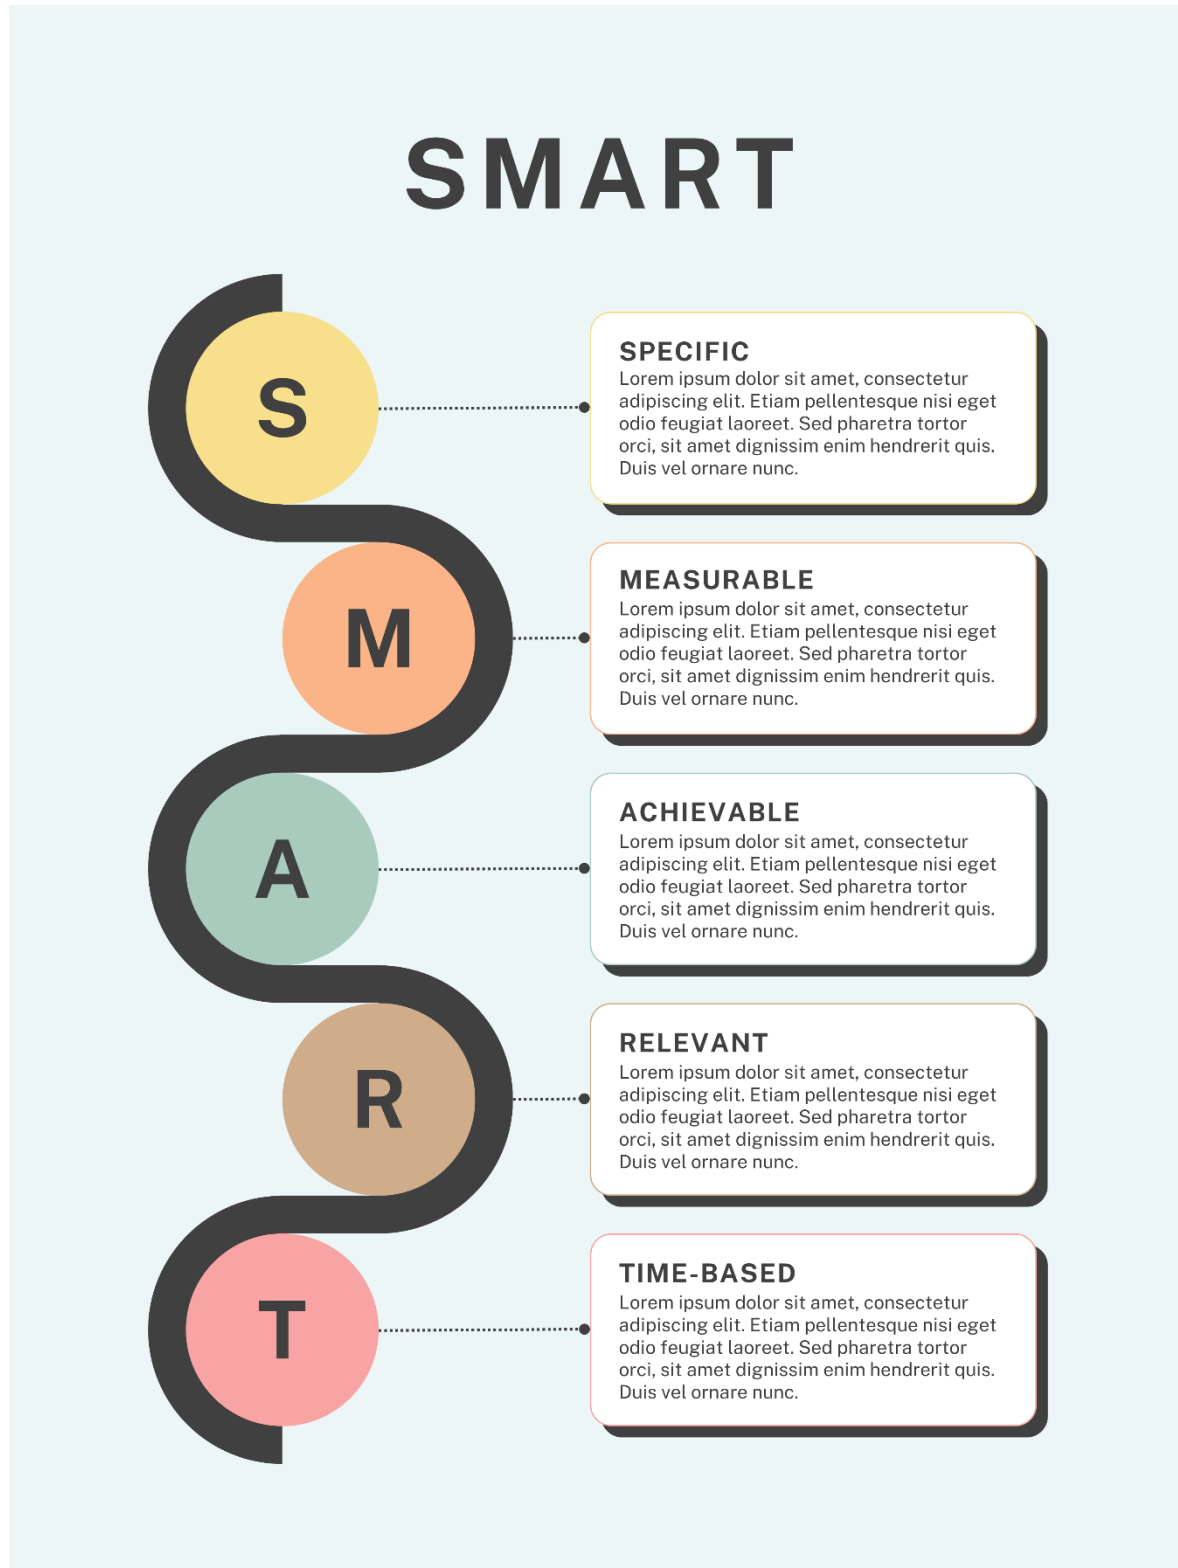 SMART
S
SPECIFIC
Lorem ipsum dolor sit amet, consectetur
adipiscing elit. Etiam pellentesque nisi eget
odio feugiat laoreet. Sed pharetra tortor
orci, sit amet dignissim enim hendrerit quis.
Duis vel ornare nunc.
M
MEASURABLE
Lorem ipsum dolor sit amet, consectetur
adipiscing elit. Etiam pellentesque nisi eget
odio feugiat laoreet. Sed pharetra tortor
orci, sit amet dignissim enim hendrerit quis.
Duis vel ornare nunc.
A
ACHIEVABLE
Lorem ipsum dolor sit amet, consectetur
adipiscing elit. Etiam pellentesque nisi eget
odio feugiat laoreet. Sed pharetra tortor
orci, sit amet dignissim enim hendrerit quis.
Duis vel ornare nunc.
R
RELEVANT
Lorem ipsum dolor sit amet, consectetur
adipiscing elit. Etiam pellentesque nisi eget
odio feugiat laoreet. Sed pharetra tortor
orci, sit amet dignissim enim hendrerit quis.
Duis vel ornare nunc.
T
TIME-BASED
Lorem ipsum dolor sit amet, consectetur
adipiscing elit. Etiam pellentesque nisi eget
odio feugiat laoreet. Sed pharetra tortor
orci, sit amet dignissim enim hendrerit quis.
Duis vel ornare nunc.